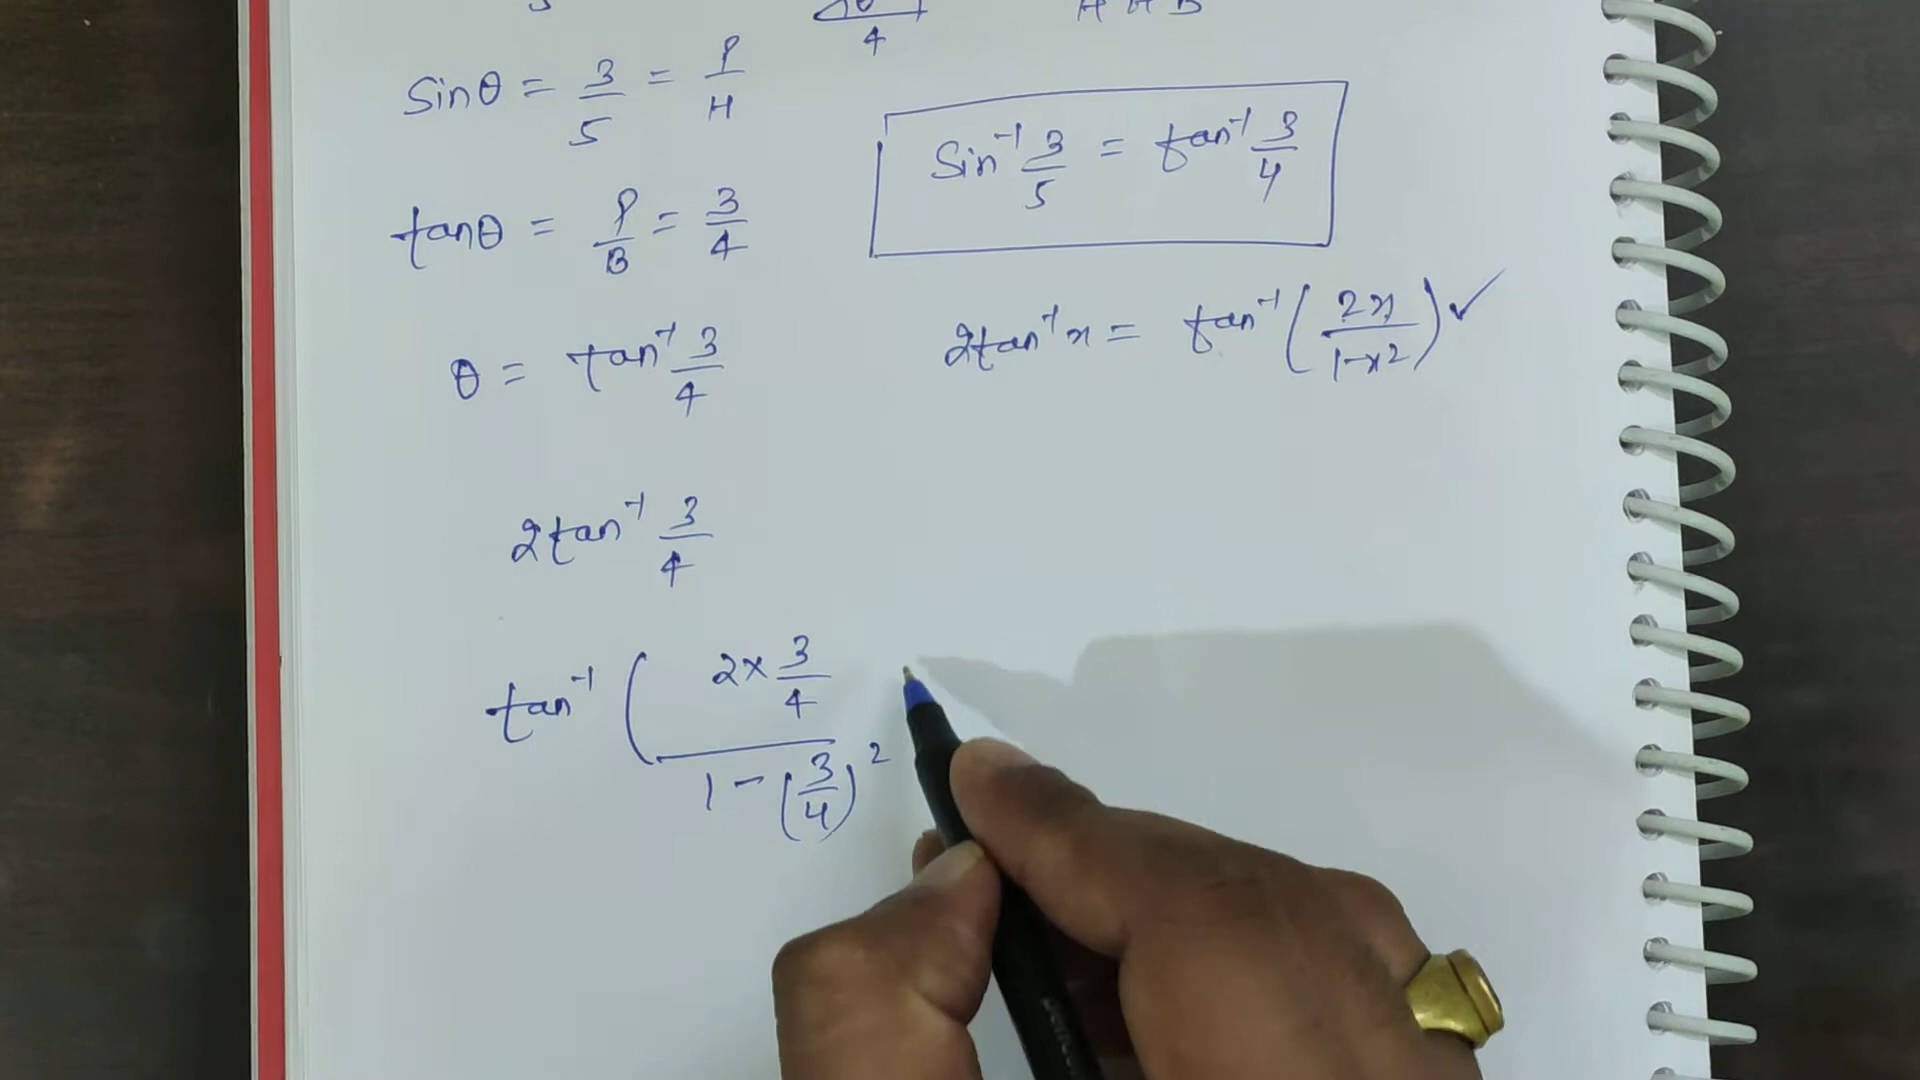 4
sinθ = 3/5 = P/H
sin⁻¹ 3/5 = tan⁻¹ 3/4
tanθ = P/B = 3/4
2tan⁻¹x = tan⁻¹(2x/1-x²) ✓
θ = tan⁻¹ 3/4
2tan⁻¹ 3/4
tan⁻¹ ( 2× 3/4 / 1 - (3/4)²